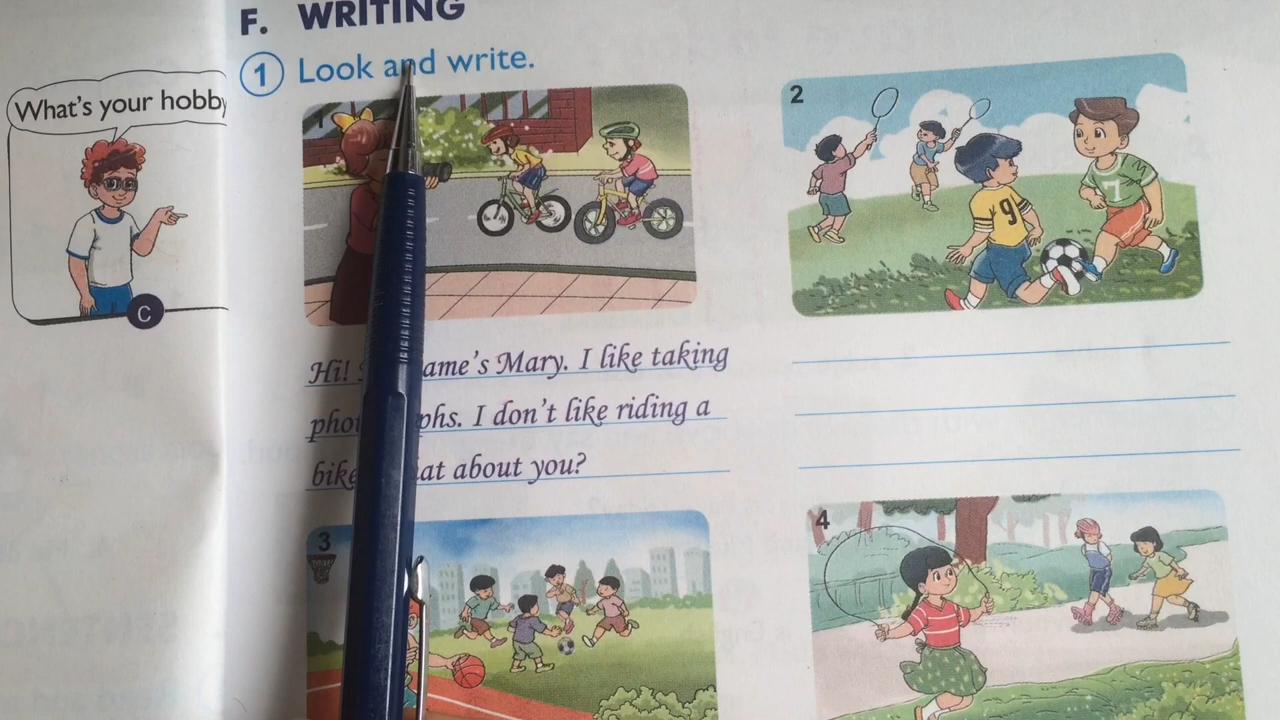 F. WRITING
1 Look and write.
What's your hobby
C
1
2
9
7
Hi! ame's Mary. I like taking
phs. I don't like riding a
bike at about you?
3
4